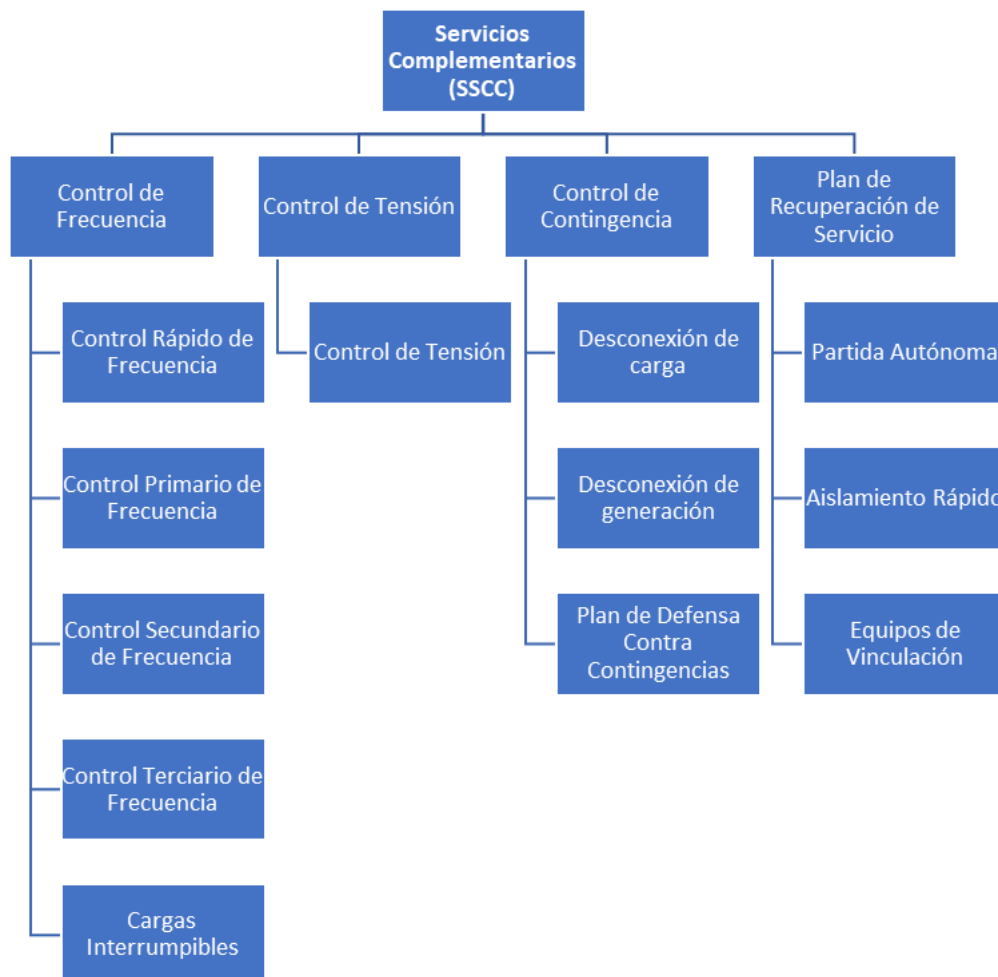 Servicios
Complementarios
(SSCC)
Control de
Frecuencia
Control de Tensión
Control de
Contingencia
Plan de
Recuperación de
Servicio
Control Rápido de
Frecuencia
Control de Tensión
Desconexión de
carga
Partida Autónoma
Control Primario de
Frecuencia
Desconexión de
generación
Aislamiento Rápido
Control Secundario
de Frecuencia
Plan de Defensa
Contra
Contingencias
Equipos de
Vinculación
Control Terciario de
Frecuencia
Cargas
Interrumpibles